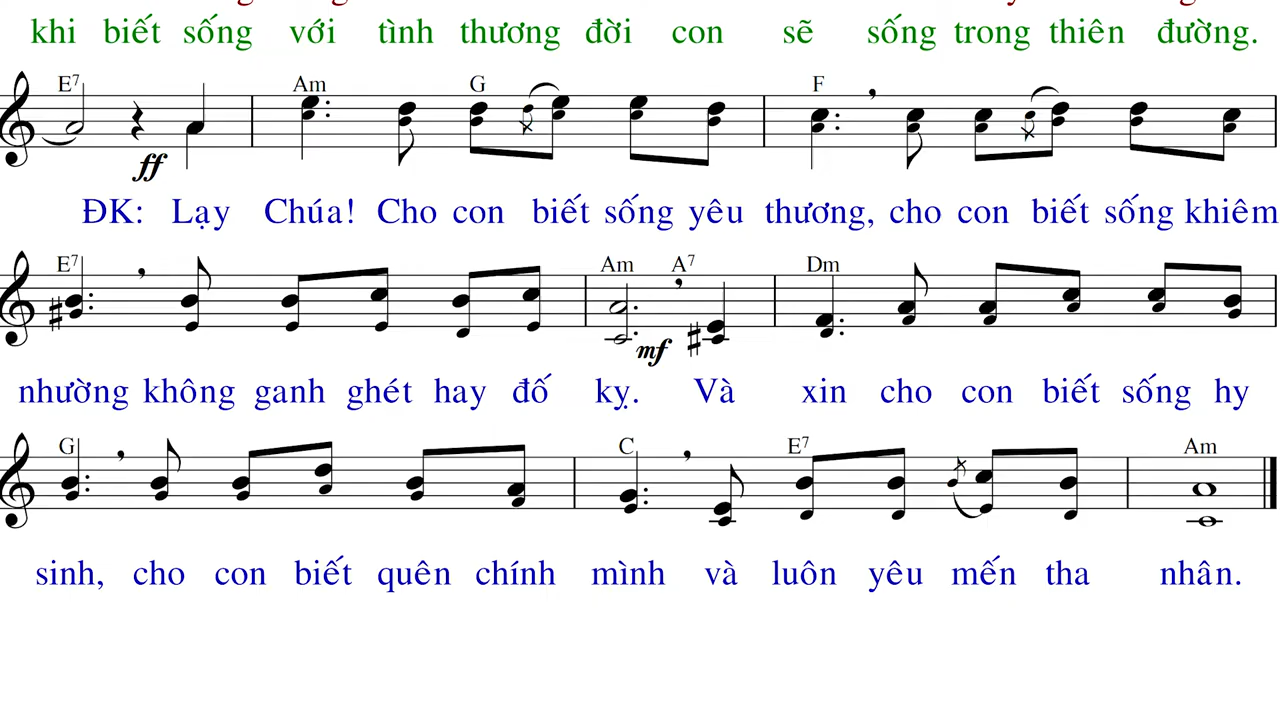 khi biết sống với tình thương đời con sẽ sống trong thiên đường.
E7 Am G F
ff
ĐK: Lạy Chúa! Cho con biết sống yêu thương, cho con biết sống khiêm
E7 Am A7 Dm
mf
nhường không ganh ghét hay đố kỵ. Và xin cho con biết sống hy
G C E7 Am
sinh, cho con biết quên chính mình và luôn yêu mến tha nhân.